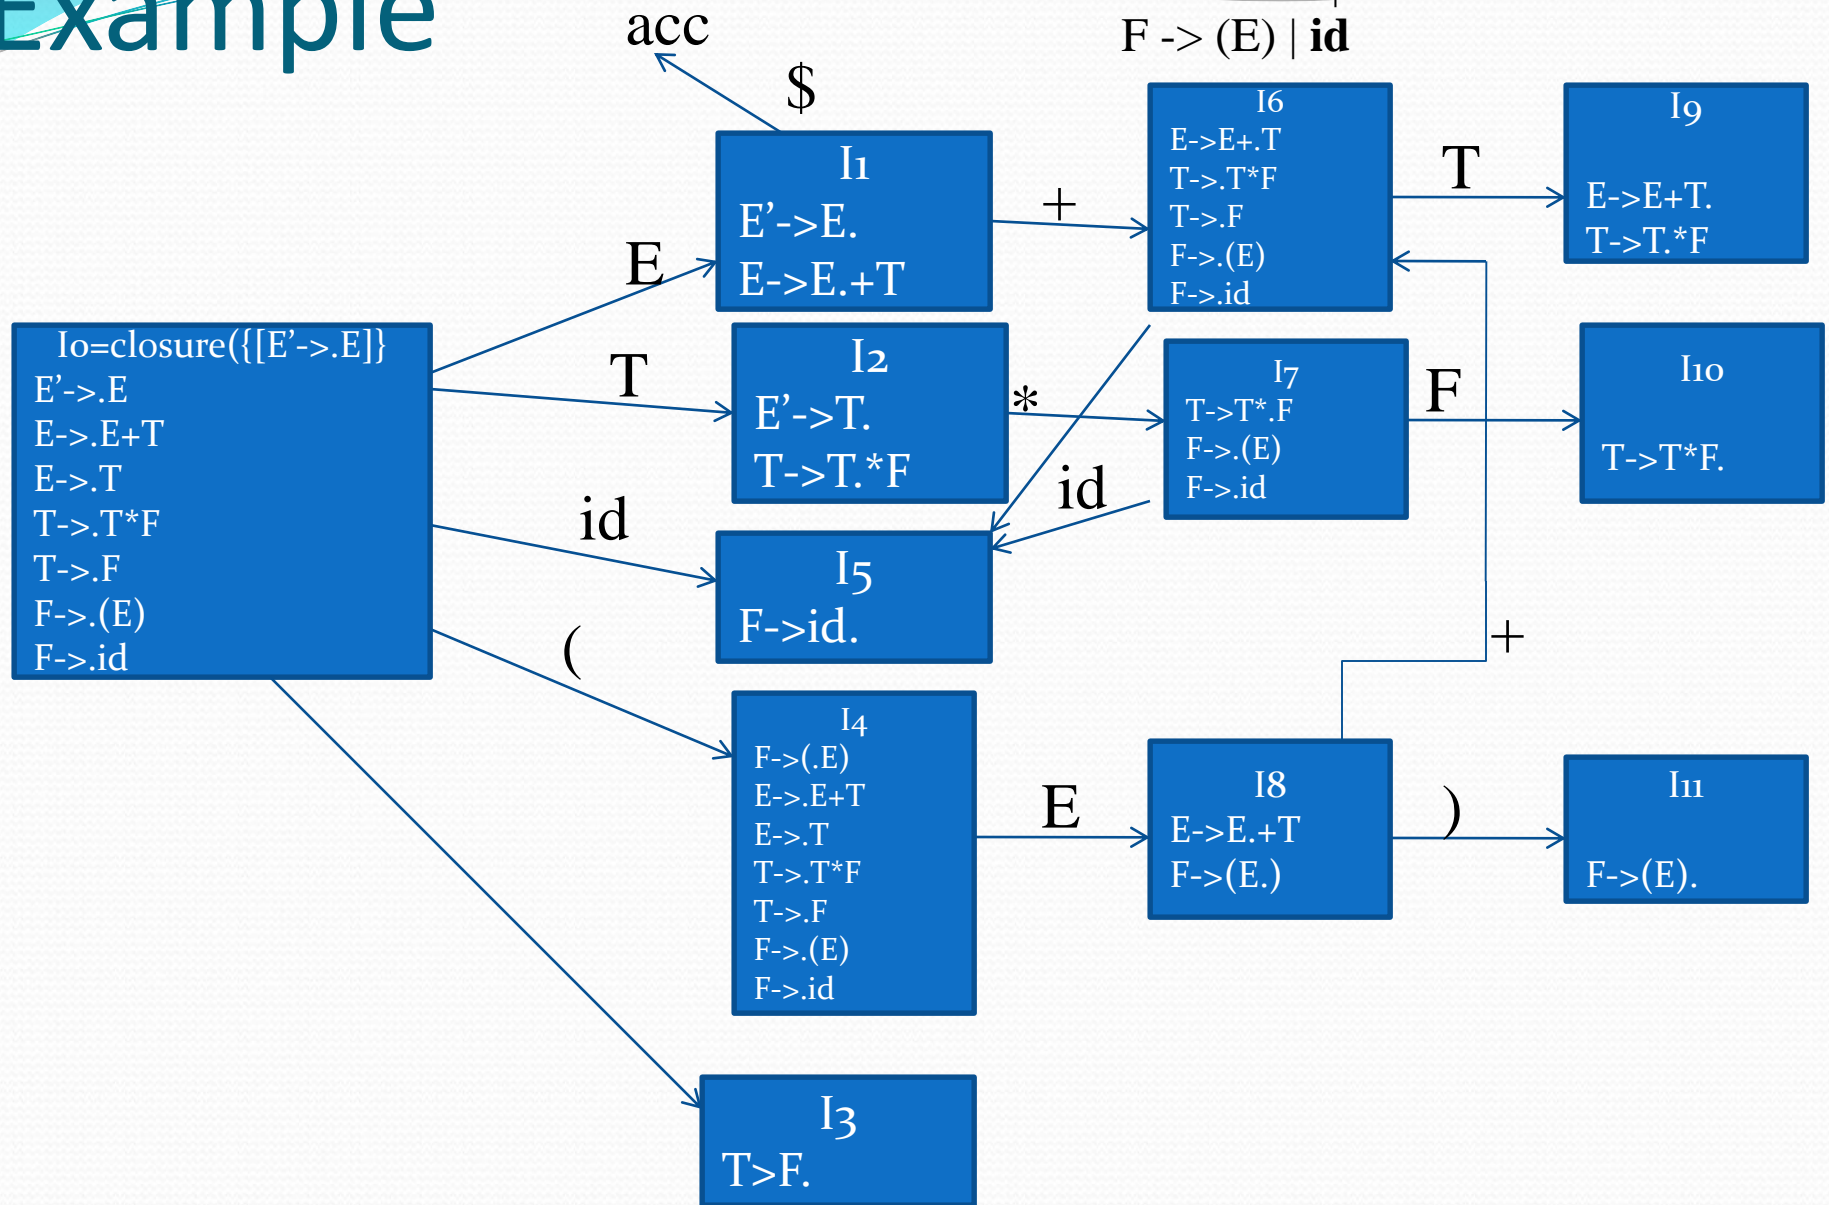 Example
acc
F -> (E) | id
$
I1
E’->E.
E->E.+T
+
I6
E->E+.T
T->.T*F
T->.F
F->.(E)
F->.id
T
I9
E->E+T.
T->T.*F
E
I0=closure({[E’->.E]}
E’->.E
E->.E+T
E->.T
T->.T*F
T->.F
F->.(E)
F->.id
T
I2
E’->T.
T->T.*F
*
I7
T->T*.F
F->.(E)
F->.id
F
I10
T->T*F.
id
id
I5
F->id.
+
(
I4
F->(.E)
E->.E+T
E->.T
T->.T*F
T->.F
F->.(E)
F->.id
E
I8
E->E.+T
F->(E.)
)
I11
F->(E).
I3
T>F.